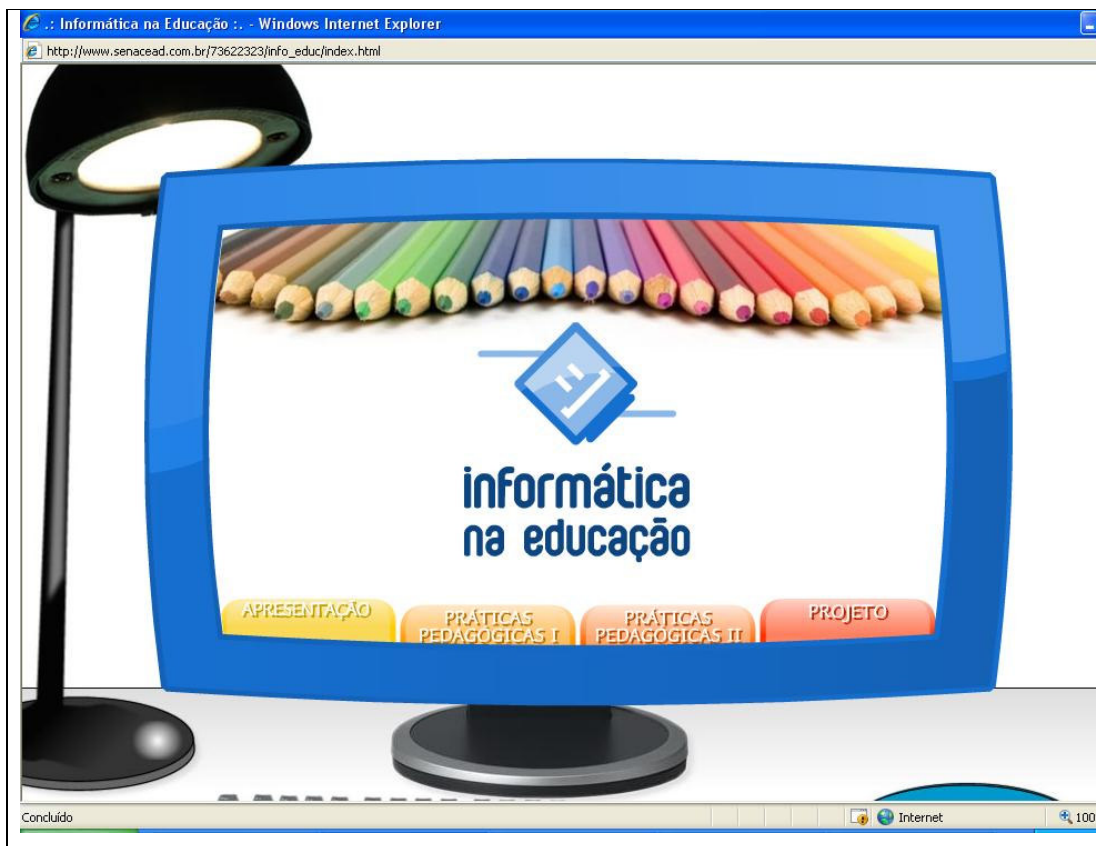 .: Informática na Educação :. - Windows Internet Explorer
http://www.senacead.com.br/73622323/info_educ/index.html
informática
na educação
APRESENTAÇÃO
PRÁTICAS
PEDAGÓGICAS I
PRÁTICAS
PEDAGÓGICAS II
PROJETO
Concluído
Internet
100